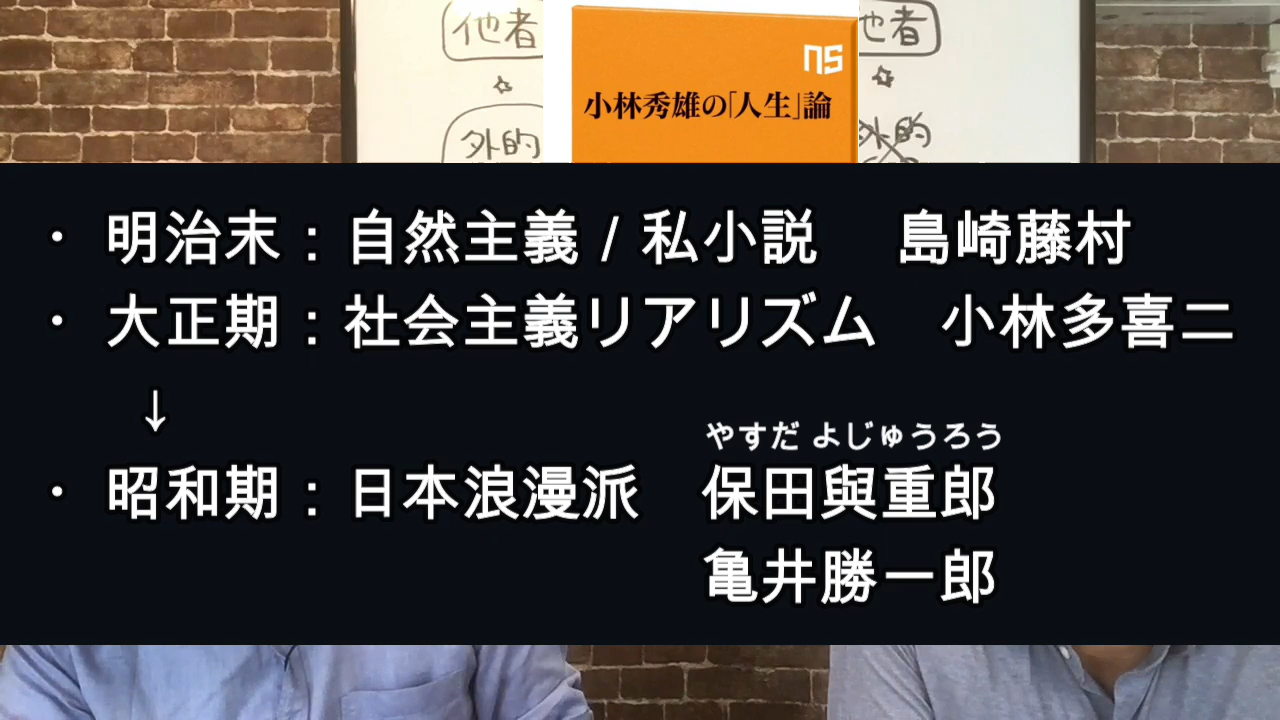 他者
外的
ns
小林秀雄の「人生」論
他者
外的
・ 明治末：自然主義 / 私小説 島崎藤村
・ 大正期：社会主義リアリズム 小林多喜二
↓
やすだ よじゅうろう
・ 昭和期：日本浪漫派 保田與重郎
亀井勝一郎